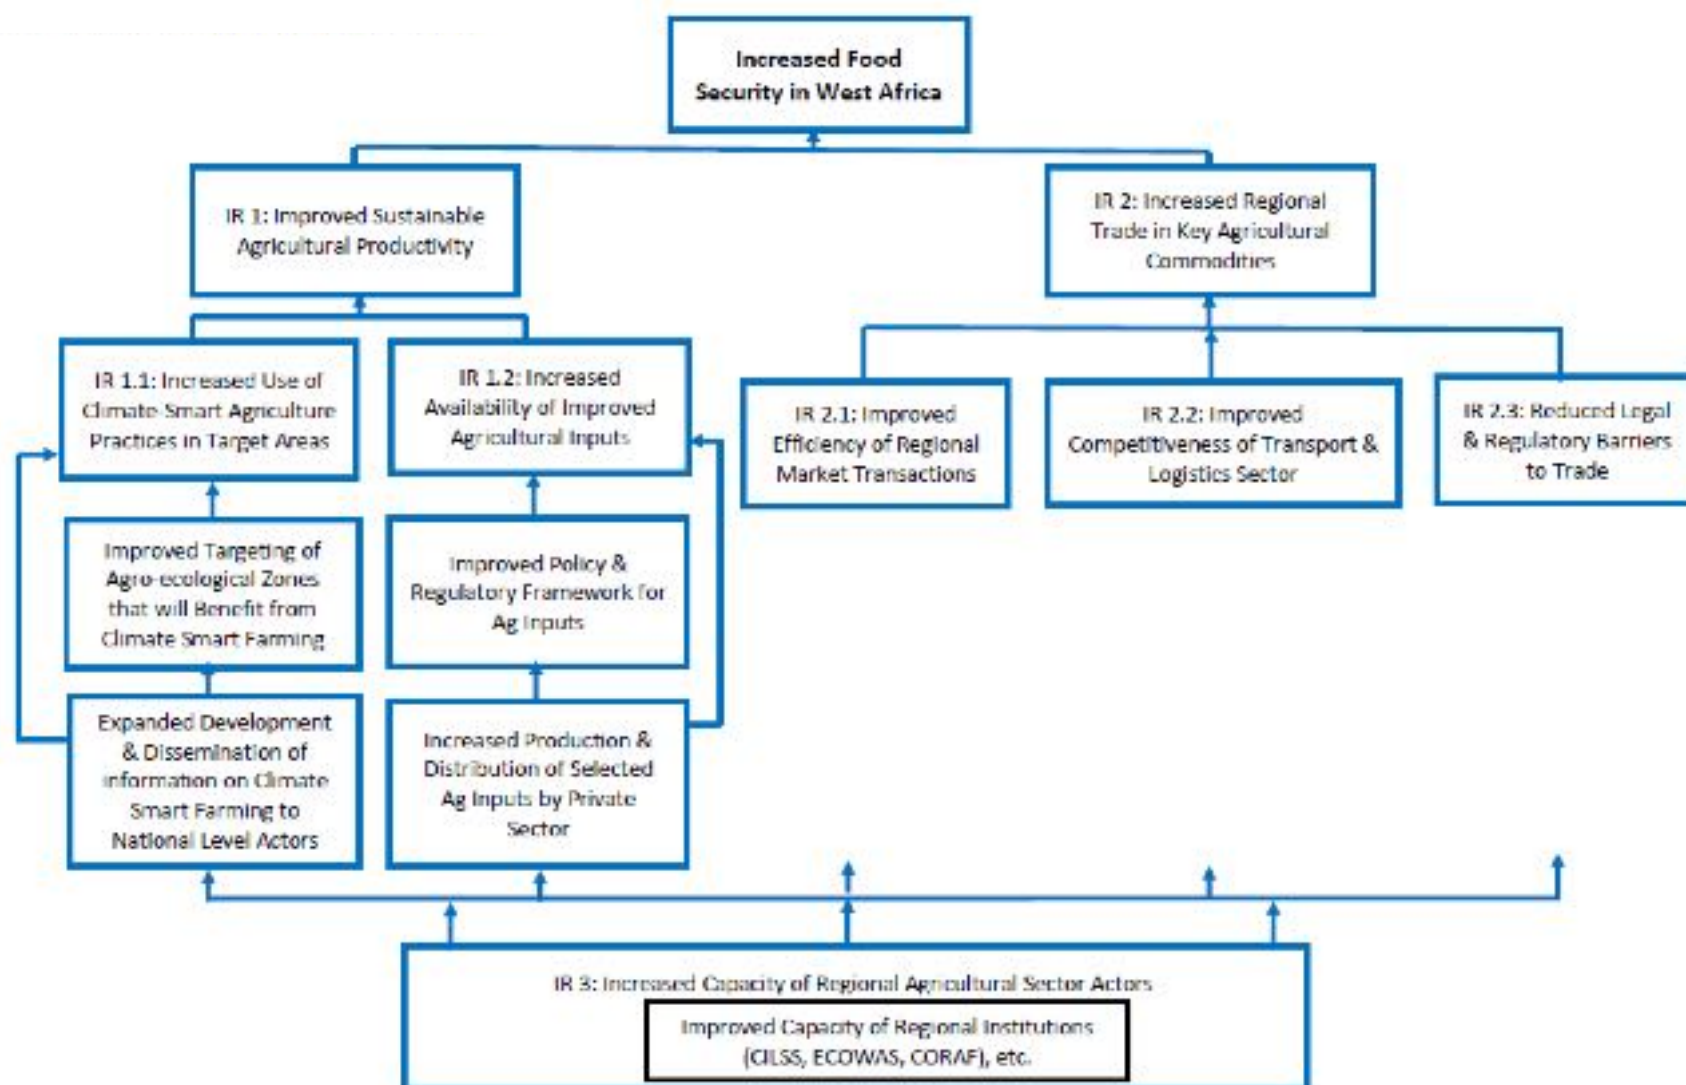 Increased Food
Security in West Africa
IR 1: Improved Sustainable
Agricultural Productivity
IR 2: Increased Regional
Trade in Key Agricultural
Commodities
IR 1.1: Increased Use of
Climate-Smart Agriculture
Practices in Target Areas
IR 1.2: Increased
Availability of Improved
Agricultural Inputs
IR 2.1: Improved
Efficiency of Regional
Market Transactions
IR 2.2: Improved
Competitiveness of Transport &
Logistics Sector
IR 2.3: Reduced Legal
& Regulatory Barriers
to Trade
Improved Targeting of
Agro-ecological Zones
that will Benefit from
Climate Smart Farming
Improved Policy &
Regulatory Framework for
Ag Inputs
Expanded Development
& Dissemination of
information on Climate
Smart Farming to
National Level Actors
Increased Production &
Distribution of Selected
Ag Inputs by Private
Sector
IR 3: Increased Capacity of Regional Agricultural Sector Actors
Improved Capacity of Regional Institutions
(CILSS, ECOWAS, CORAF), etc.